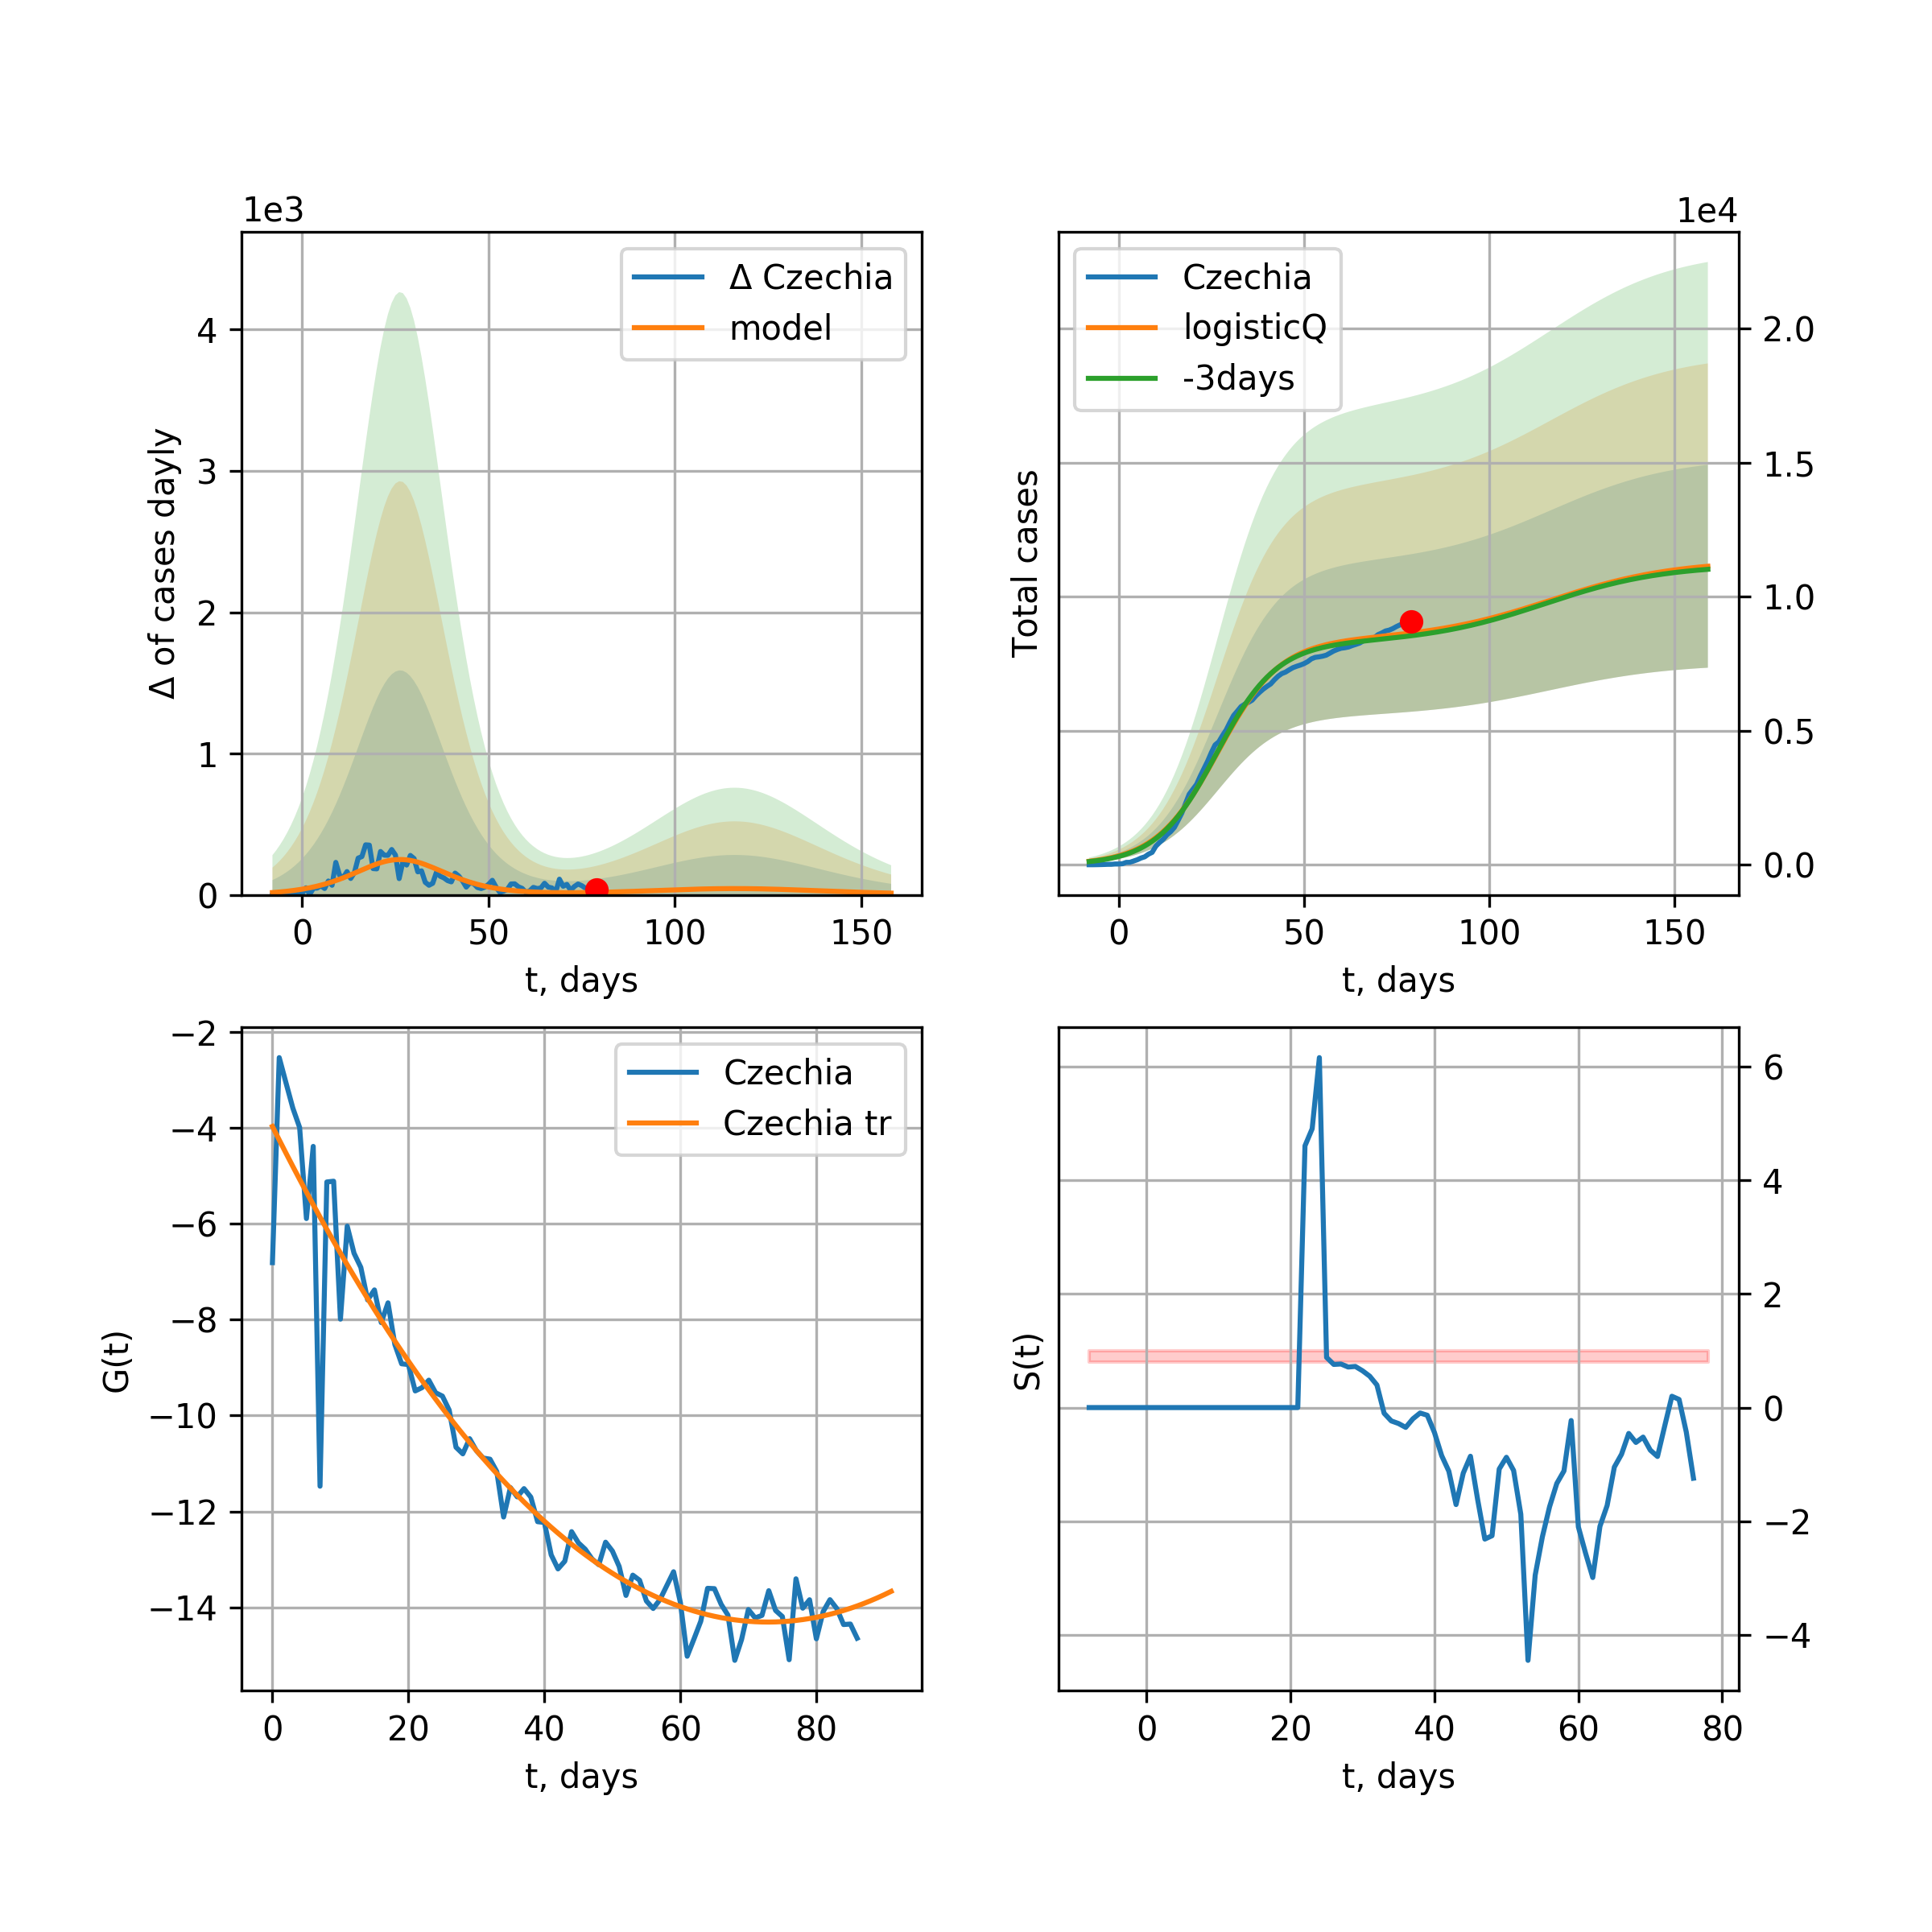 1e3
Δ of cases dayly
4
3
2
1
0
Δ Czechia
model
0 50 100 150
t, days
1e4
Total cases
Czechia
logisticQ
-3days
2.0
1.5
1.0
0.5
0.0
0 50 100 150
t, days
G(t)
−2
−4
−6
−8
−10
−12
−14
Czechia
Czechia tr
0 20 40 60 80
t, days
S(t)
6
4
2
0
−2
−4
0 20 40 60 80
t, days